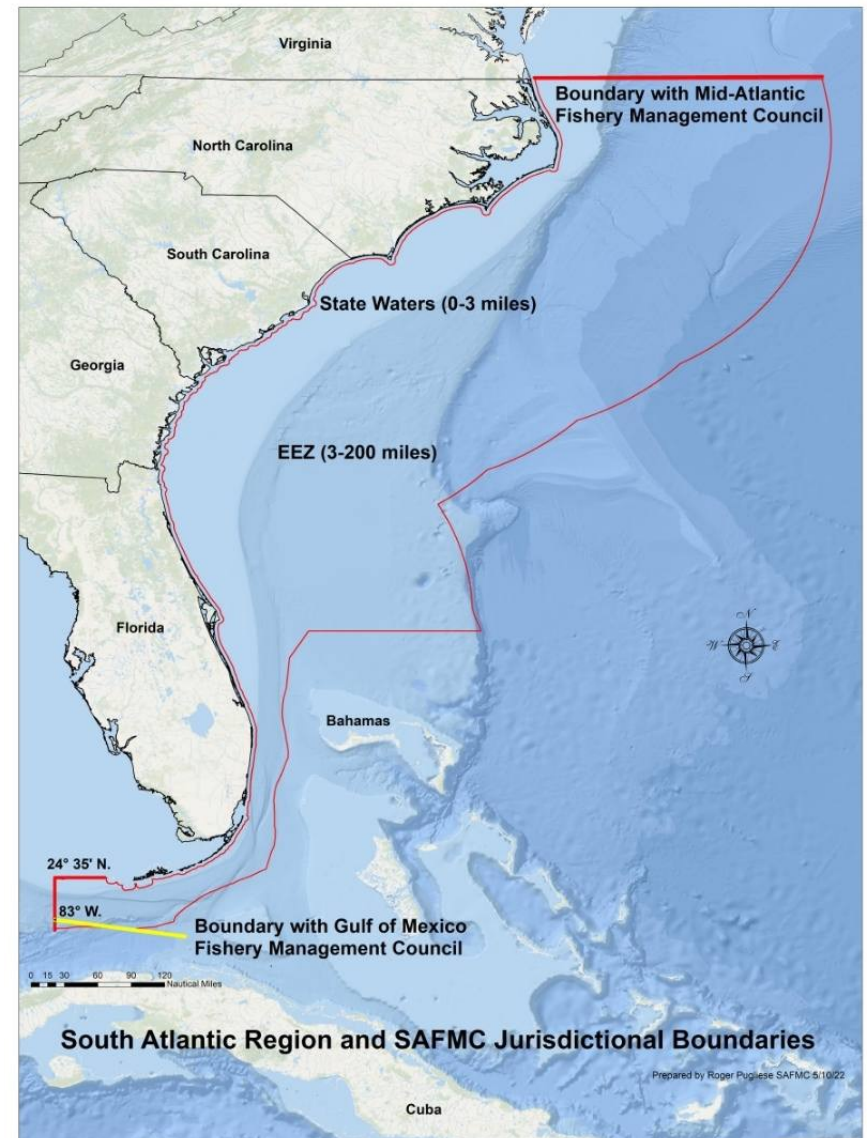 Virginia
Boundary with Mid-Atlantic
Fishery Management Council
North Carolina
South Carolina
State Waters (0-3 miles)
Georgia
EEZ (3-200 miles)
N
W
E
S
Florida
Bahamas
24° 35' N.
83° W.
Boundary with Gulf of Mexico
Fishery Management Council
0 15 30 60 90 120
Nautical Miles
South Atlantic Region and SAFMC Jurisdictional Boundaries
Prepared by Roger Pugliese SAFMC 5/10/22
Cuba